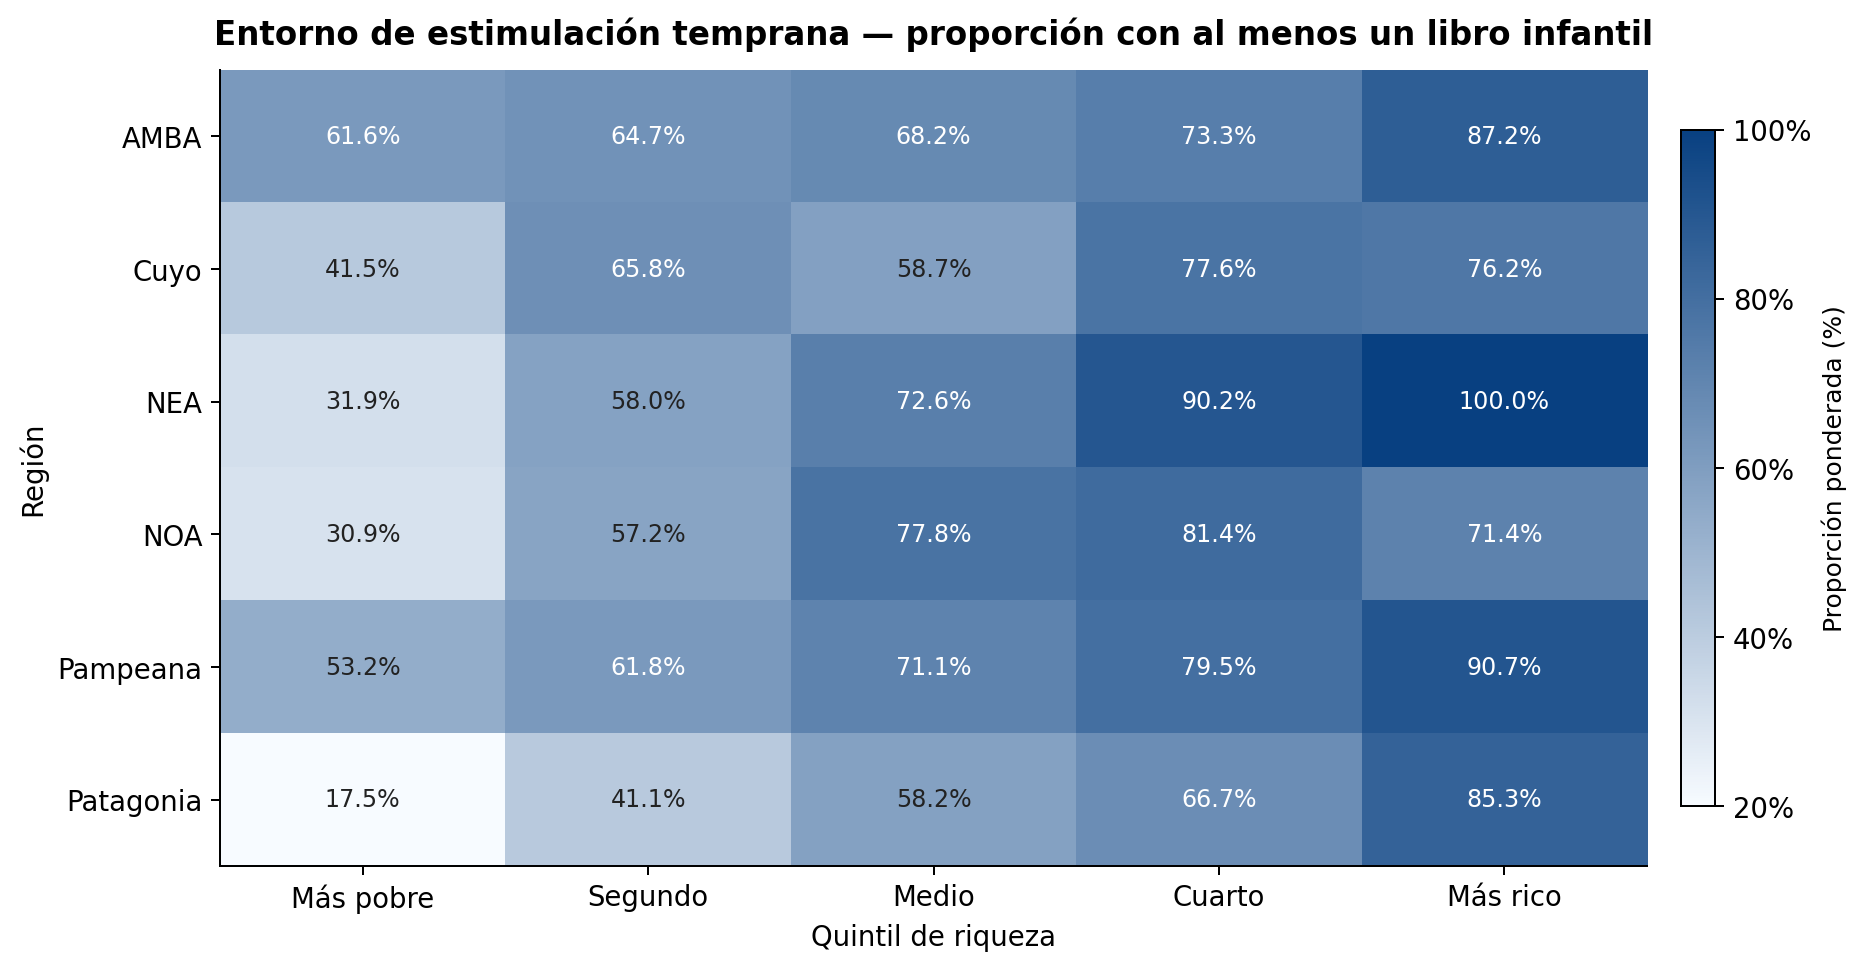 Entorno de estimulación temprana — proporción con al menos un libro infantil
AMBA 61.6% 64.7% 68.2% 73.3% 87.2%
Cuyo 41.5% 65.8% 58.7% 77.6% 76.2%
NEA 31.9% 58.0% 72.6% 90.2% 100.0%
NOA 30.9% 57.2% 77.8% 81.4% 71.4%
Pampeana 53.2% 61.8% 71.1% 79.5% 90.7%
Patagonia 17.5% 41.1% 58.2% 66.7% 85.3%
Más pobre Segundo Medio Cuarto Más rico
Quintil de riqueza
Región
100%
80%
60%
40%
20%
Proporción ponderada (%)